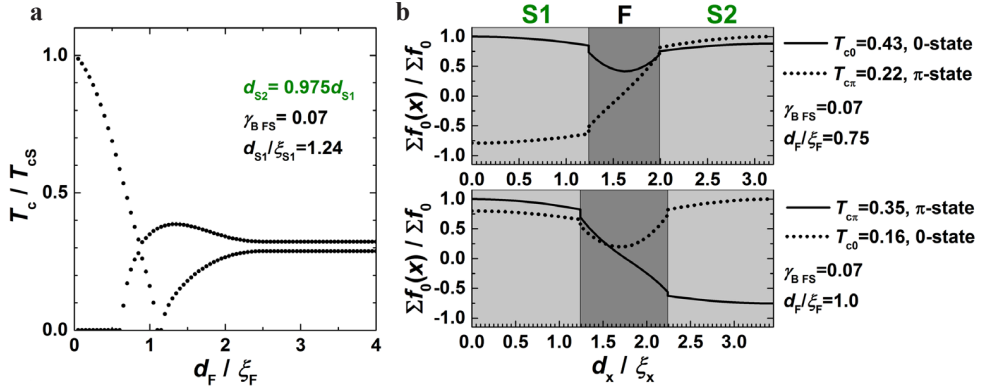 a
T_c / T_CS
1.0
0.5
0.0
0 1 2 3 4
d_F / ξ_F
d_S2= 0.975d_S1
γ_B FS= 0.07
d_S1/ξ_S1=1.24
b
S1 F S2
Σf_0(x) / Σf_0
1.0
0.5
0.0
-0.5
-1.0
0.0 0.5 1.0 1.5 2.0 2.5 3.0
T_c0=0.43, 0-state
T_cπ=0.22, π-state
γ_B FS=0.07
d_F/ξ_F=0.75
Σf_0(x) / Σf_0
1.0
0.5
0.0
-0.5
-1.0
0.0 0.5 1.0 1.5 2.0 2.5 3.0
d_x / ξ_x
T_cπ=0.35, π-state
T_c0=0.16, 0-state
γ_B FS=0.07
d_F/ξ_F=1.0